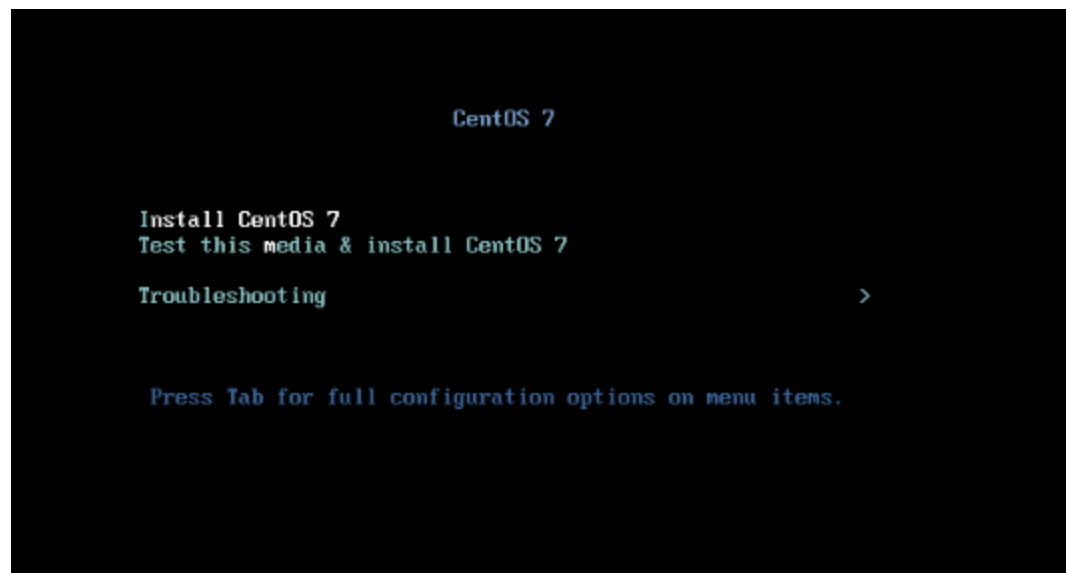 CentOS 7
Install CentOS 7
Test this media & install CentOS 7
Troubleshooting >
Press Tab for full configuration options on menu items.